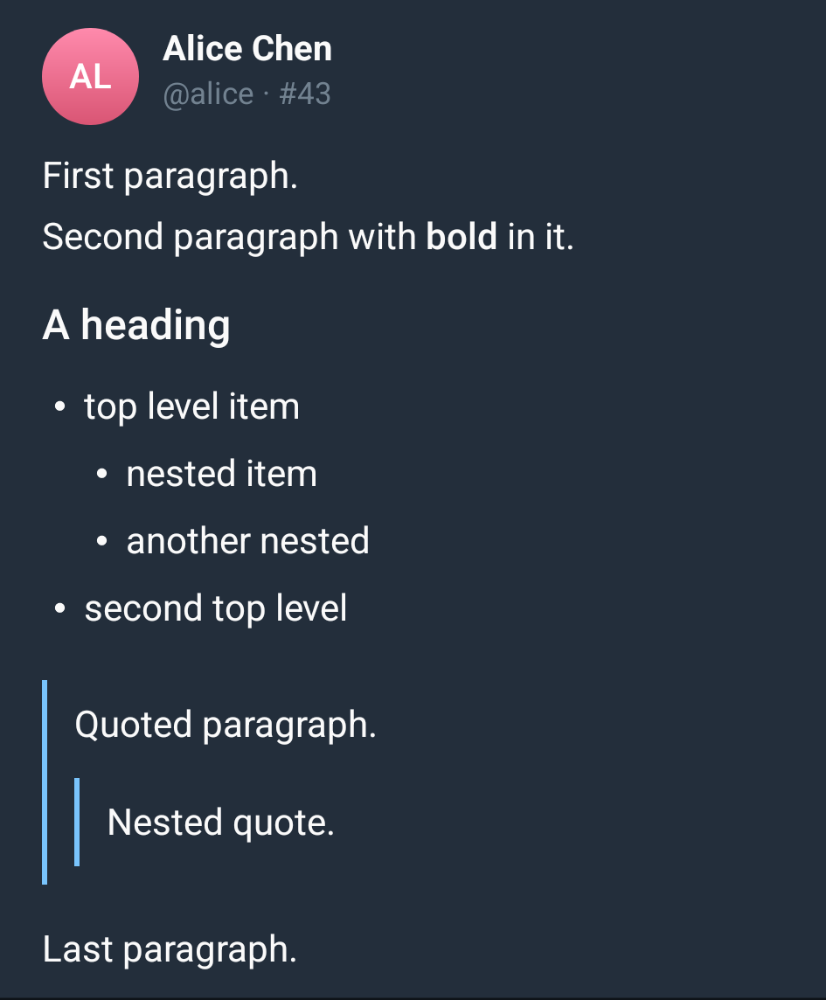 AL
Alice Chen
@alice · #43
First paragraph.
Second paragraph with bold in it.
A heading
• top level item
• nested item
• another nested
• second top level
Quoted paragraph.
Nested quote.
Last paragraph.